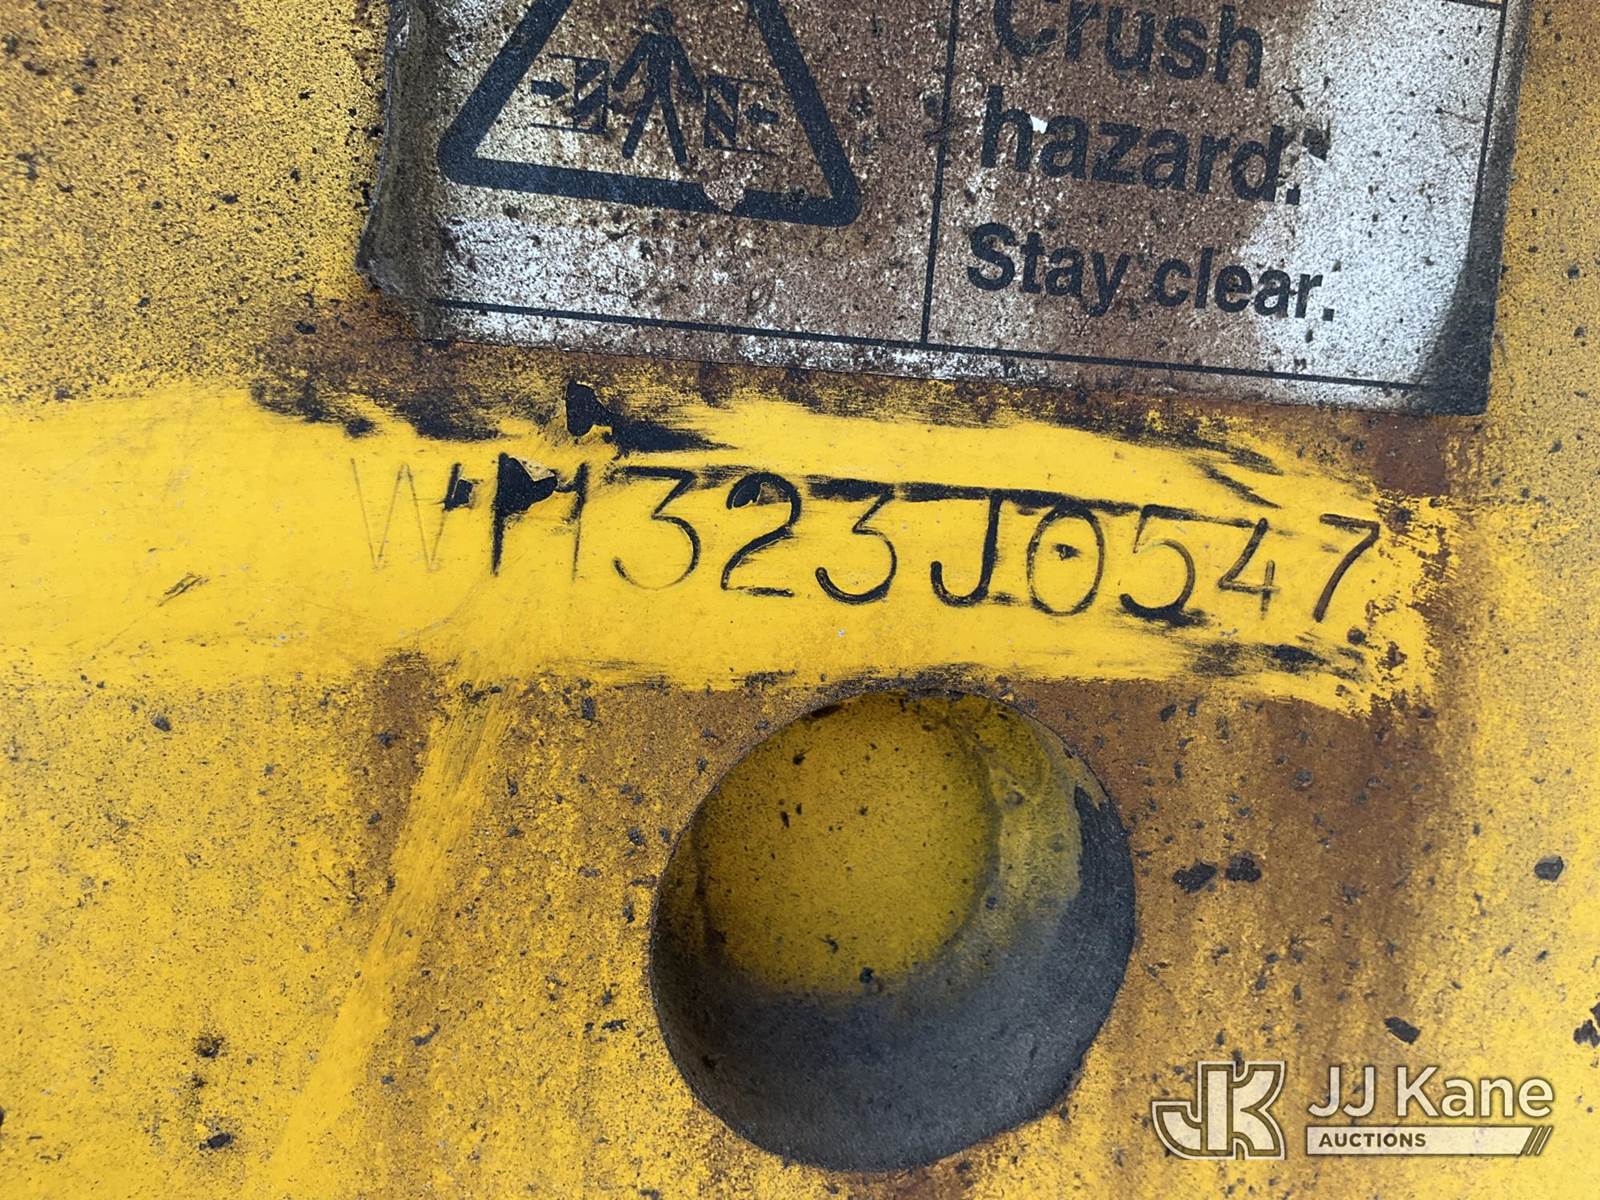 Crush
hazard.
Stay clear.
WM323J0547
JJ Kane
AUCTIONS